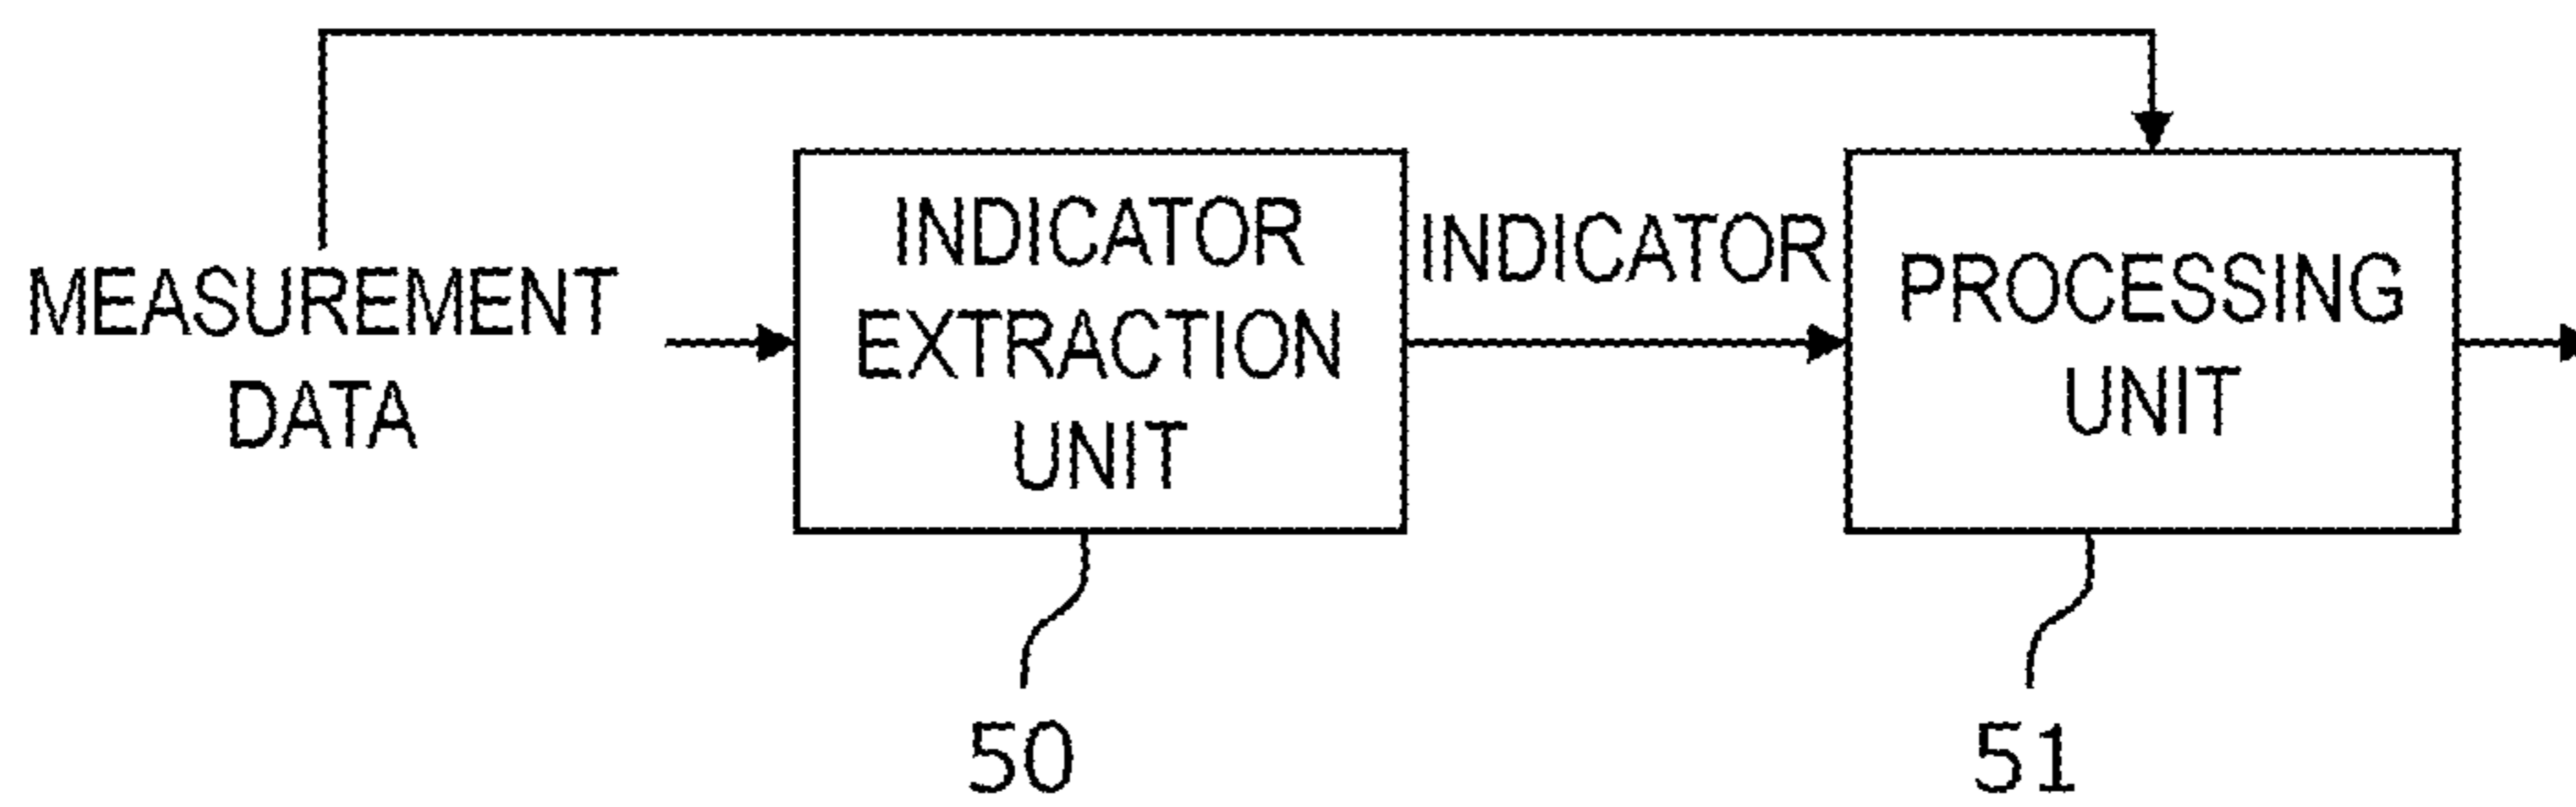 MEASUREMENT
DATA
INDICATOR
EXTRACTION
UNIT
INDICATOR
PROCESSING
UNIT
50
51